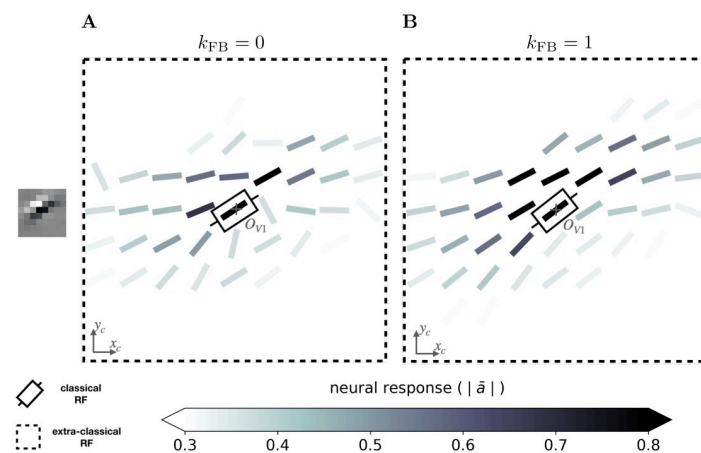 A
k_FB = 0
B
k_FB = 1
O_V1
O_V1
y_c
x_c
y_c
x_c
classical
RF
extra-classical
RF
neural response ( | ā | )
0.3 0.4 0.5 0.6 0.7 0.8